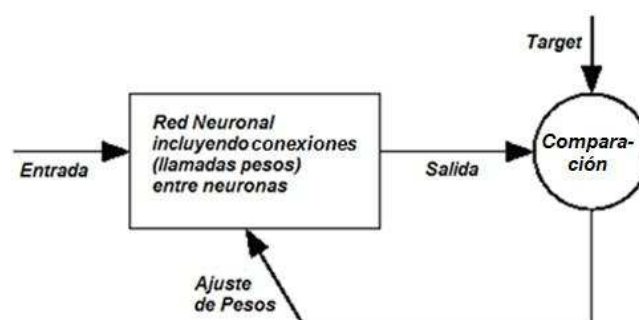 Target
Red Neuronal
incluyendo conexiones
(llamadas pesos)
entre neuronas
Entrada
Salida
Compara-
ción
Ajuste
de Pesos